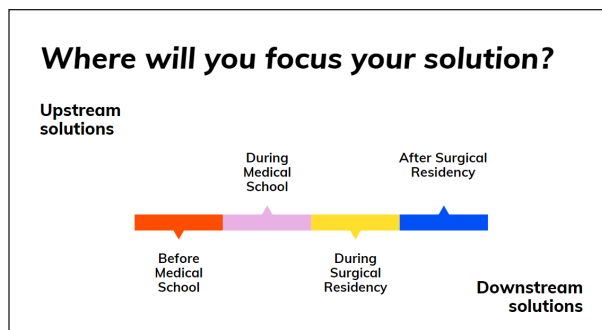 Where will you focus your solution?
Upstream
solutions
During
Medical
School
After Surgical
Residency
Before
Medical
School
During
Surgical
Residency
Downstream
solutions